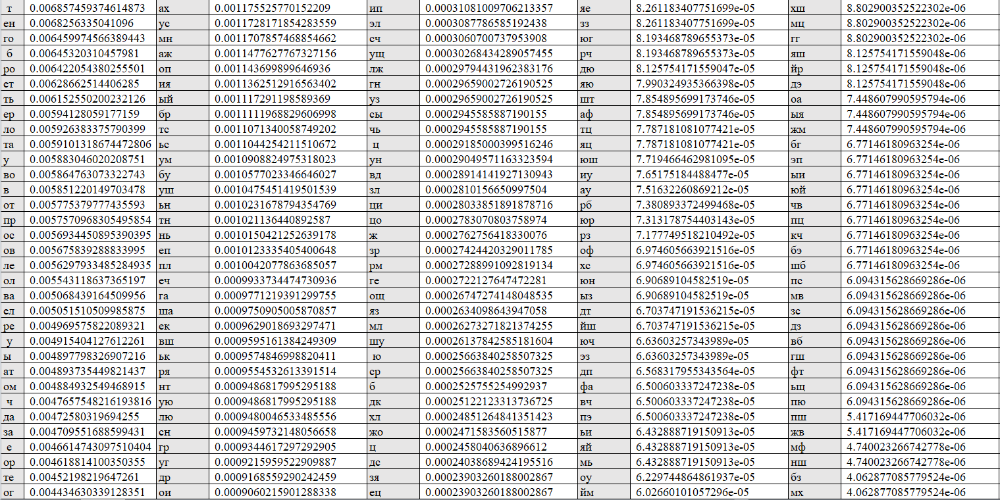 т 0.006857459374614873 ах 0.001175525770152209 ип 0.00031081009706213357 яе 8.261183407751699e-05 хш 8.802900352522302e-06
ен 0.0068256335041096 ус 0.0011728171854283559 эл 0.0003087786585192438 зз 8.261183407751699e-05 мц 8.802900352522302e-06
го 0.006459974566389443 мн 0.0011707857468854662 сч 0.0003060700737953908 юг 8.193468789655373e-05 гг 8.802900352522302e-06
б 0.00645320310457981 аж 0.0011477627767327156 ущ 0.00030268434289057455 рч 8.193468789655373e-05 яш 8.125754171559048e-06
ро 0.006422054380255501 оп 0.001143699899646936 лж 0.00029794431962383176 дю 8.125754171559047e-05 йр 8.125754171559048e-06
ет 0.00628662514406285 ия 0.0011362512916563402 гн 0.00029659002726190525 яю 7.990324935366398e-05 дэ 8.125754171559048e-06
ть 0.006152550200232126 ый 0.001117291198589369 уз 0.00029659002726190525 шт 7.854895699173746e-05 оа 7.448607990595794e-06
ер 0.00594128059177159 бр 0.0011111968829606998 сы 0.0002945585887190155 аф 7.854895699173746e-05 ыя 7.448607990595794e-06
ло 0.005926383375790399 тс 0.0011071340058749202 чь 0.0002945585887190155 тц 7.787181081077421e-05 жм 7.448607990595794e-06
та 0.0059101318674472806 ьс 0.0011044254211510672 ц 0.00029185000399516246 яц 7.787181081077421e-05 бг 6.77146180963254e-06
у 0.005883046020208751 ум 0.0010908824975318023 ун 0.00029049571163323594 юш 7.719466462981095e-05 эп 6.77146180963254e-06
во 0.005864763073322743 бу 0.0010577023346646027 вд 0.00028914141927130943 иу 7.65175184488477e-05 ыи 6.77146180963254e-06
в 0.005851220149703478 уш 0.0010475451419501539 зл 0.0002810156650997504 ау 7.51632260869212e-05 юй 6.77146180963254e-06
от 0.005775379777435593 ьн 0.0010231678794354769 ци 0.00028033851891878716 рб 7.380893372499468e-05 чв 6.77146180963254e-06
пр 0.0057570968305495854 тн 0.001021136440892587 цо 0.0002783070803758974 юр 7.313178754403143e-05 пц 6.77146180963254e-06
ос 0.0056934450895390395 нь 0.0010150421252639178 ж 0.0002762756418330076 рз 7.177749518210492e-05 кч 6.77146180963254e-06
ов 0.005675839288833995 еп 0.0010123335405400648 зр 0.00027424420329011785 оф 6.974605663921516e-05 бэ 6.77146180963254e-06
ле 0.0056297933485284935 пл 0.0010042077863685057 рм 0.00027288991092819134 хс 6.974605663921516e-05 шб 6.77146180963254e-06
ол 0.005543118637365197 еч 0.0009933734474730936 ге 0.0002722127647472281 юн 6.90689104582519e-05 пс 6.094315628669286e-06
ва 0.005068439164509956 га 0.0009771219391299755 ощ 0.00026747274148048535 ыз 6.90689104582519e-05 мв 6.094315628669286e-06
ел 0.005051510509985875 ша 0.0009750905005870857 яз 0.0002634098643947058 дт 6.703747191536215e-05 зс 6.094315628669286e-06
ре 0.004969575822089321 ек 0.0009629018693297471 мл 0.00026273271821374255 йш 6.703747191536215e-05 дз 6.094315628669286e-06
у 0.004915404127612261 вш 0.0009595161384249309 шу 0.00026137842585181604 юч 6.63603257343989e-05 вб 6.094315628669286e-06
ы 0.004897798326907216 ьк 0.0009574846998820411 ю 0.00025663840258507325 эз 6.63603257343989e-05 гш 6.094315628669286e-06
ат 0.004893735449821437 ря 0.0009554532613391514 ср 0.00025663840258507325 дп 6.568317955343564e-05 фт 6.094315628669286e-06
ом 0.004884932549468915 нт 0.0009486817995295188 б 0.0002525755254992937 фа 6.500603337247238e-05 ьщ 6.094315628669286e-06
ч 0.0047657548216193816 ую 0.0009486817995295188 дк 0.00025122123313736725 вч 6.500603337247238e-05 пю 6.094315628669286e-06
да 0.00472580319694255 лю 0.0009480046533485556 хл 0.00024851264841351423 пэ 6.500603337247238e-05 пш 5.417169447706032e-06
за 0.004709551688599431 сн 0.0009459732148056658 жо 0.0002471583560515877 ьи 6.432888719150913e-05 жв 5.417169447706032e-06
е 0.0046614743097510404 гр 0.0009344617297292905 ц 0.0002458040636896612 яй 6.432888719150913e-05 мф 4.740023266742778e-06
ор 0.004618814100350355 уг 0.0009215959522909887 дс 0.00024038689424195516 мь 6.432888719150913e-05 нш 4.740023266742778e-06
те 0.00452198219647261 др 0.0009168559290242459 зя 0.00023903260188002867 оу 6.229744864861937e-05 бз 4.062877085779524e-06
ог 0.004434630339128351 ои 0.0009060215901288338 ец 0.00023903260188002867 йм 6.02660101057296e-05 мх 4.062877085779524e-06